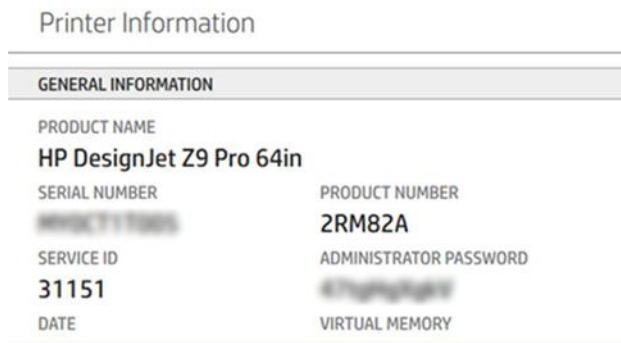 Printer Information
GENERAL INFORMATION
PRODUCT NAME
HP DesignJet Z9 Pro 64in
SERIAL NUMBER PRODUCT NUMBER
2RM82A
SERVICE ID ADMINISTRATOR PASSWORD
31151
DATE VIRTUAL MEMORY